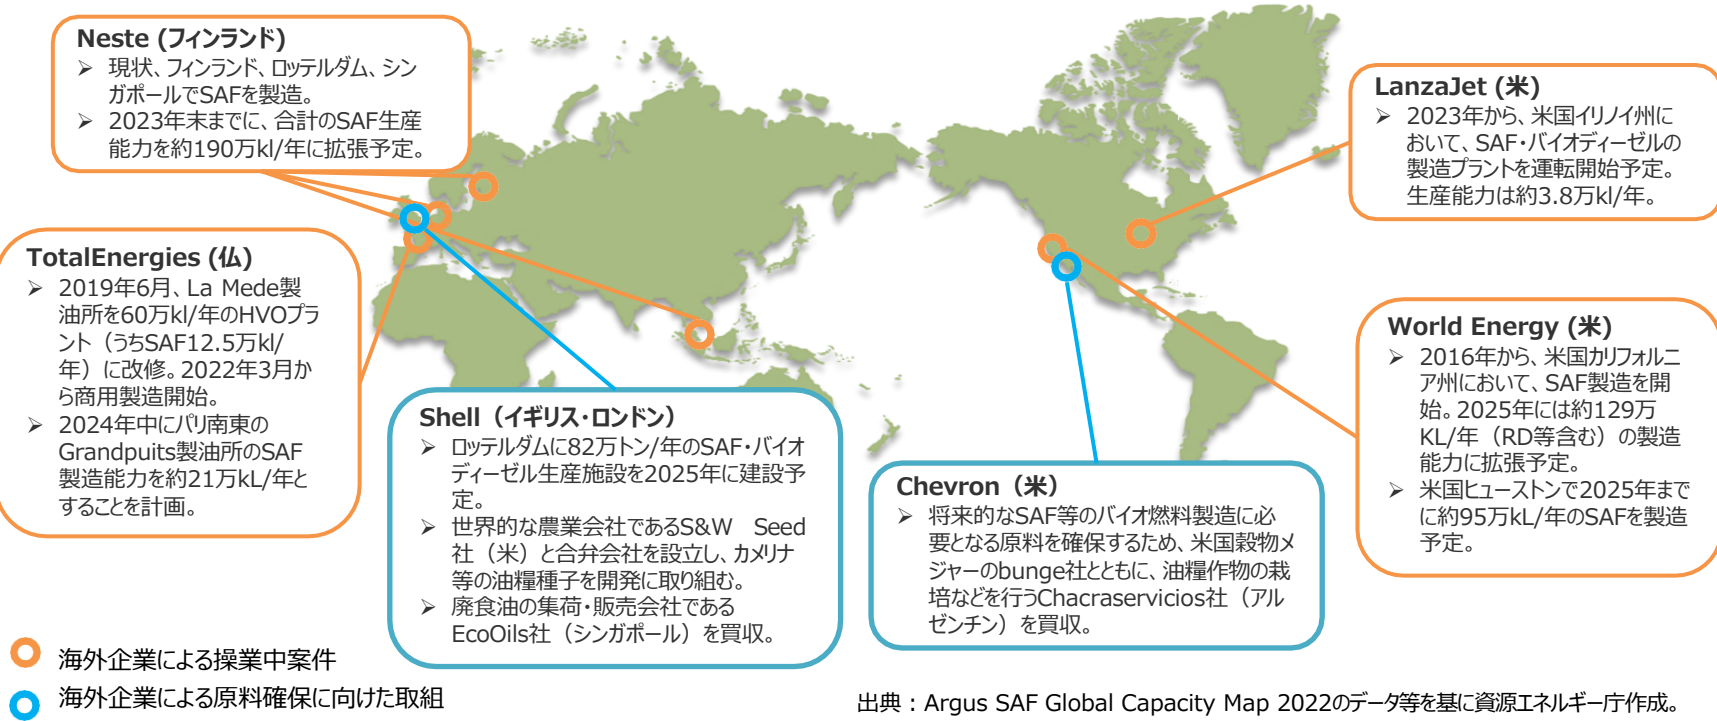 Neste (フィンランド)
➢ 現状、フィンランド、ロッテルダム、シン
ガポールでSAFを製造。
➢ 2023年末までに、合計のSAF生産
能力を約190万kl/年に拡張予定。
TotalEnergies (仏)
➢ 2019年6月、La Mede製
油所を60万kl/年のHVOプラ
ント（うちSAF12.5万kl/
年）に改修。2022年3月か
ら商用製造開始。
➢ 2024年中にパリ南東の
Grandpuits製油所のSAF
製造能力を約21万kL/年と
することを計画。
Shell（イギリス・ロンドン）
➢ ロッテルダムに82万トン/年のSAF・バイオ
ディーゼル生産施設を2025年に建設予
定。
➢ 世界的な農業会社であるS&W　Seed
社（米）と合弁会社を設立し、カメリナ
等の油糧種子を開発に取り組む。
➢ 廃食油の集荷・販売会社である
EcoOils社（シンガポール）を買収。
Chevron（米）
➢ 将来的なSAF等のバイオ燃料製造に必
要となる原料を確保するため、米国穀物メ
ジャーのbunge社とともに、油糧作物の栽
培などを行うChacraservicios社（アル
ゼンチン）を買収。
LanzaJet (米)
➢ 2023年から、米国イリノイ州に
おいて、SAF・バイオディーゼルの
製造プラントを運転開始予定。
生産能力は約3.8万kl/年。
World Energy (米)
➢ 2016年から、米国カリフォルニ
ア州において、SAF製造を開
始。2025年には約129万
KL/年（RD等含む）の製造
能力に拡張予定。
➢ 米国ヒューストンで2025年まで
に約95万kL/年のSAFを製造
予定。
海外企業による操業中案件
海外企業による原料確保に向けた取組
出典：Argus SAF Global Capacity Map 2022のデータ等を基に資源エネルギー庁作成。